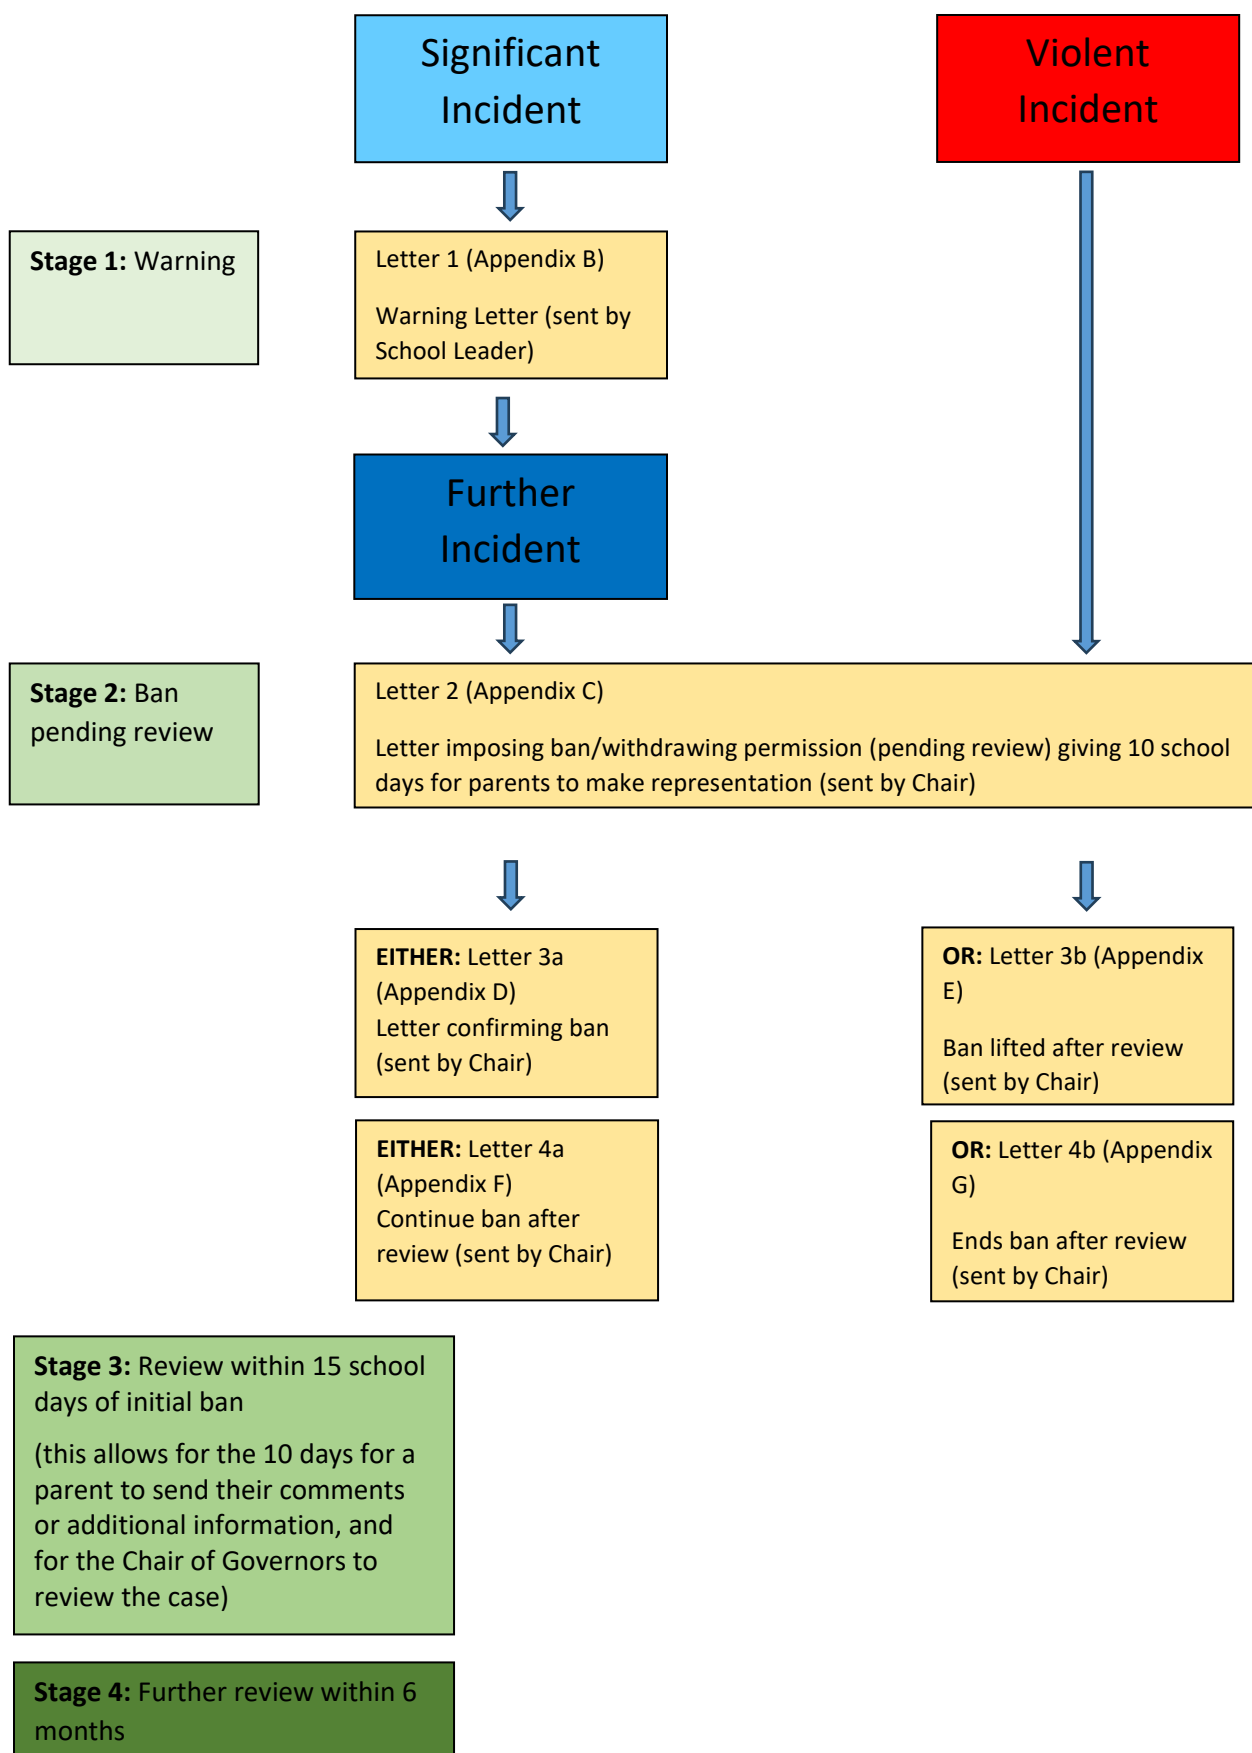 Significant
Incident
Violent
Incident
Stage 1: Warning
Letter 1 (Appendix B)
Warning Letter (sent by
School Leader)
Further
Incident
Stage 2: Ban
pending review
Letter 2 (Appendix C)
Letter imposing ban/withdrawing permission (pending review) giving 10 school
days for parents to make representation (sent by Chair)
EITHER: Letter 3a
(Appendix D)
Letter confirming ban
(sent by Chair)
OR: Letter 3b (Appendix
E)
Ban lifted after review
(sent by Chair)
EITHER: Letter 4a
(Appendix F)
Continue ban after
review (sent by Chair)
OR: Letter 4b (Appendix
G)
Ends ban after review
(sent by Chair)
Stage 3: Review within 15 school
days of initial ban
(this allows for the 10 days for a
parent to send their comments
or additional information, and
for the Chair of Governors to
review the case)
Stage 4: Further review within 6
months